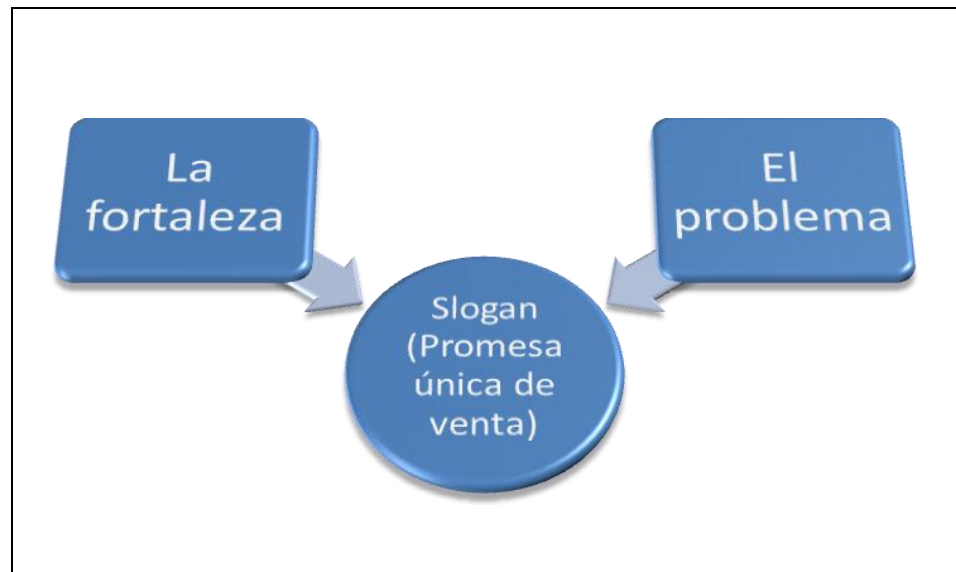 La
fortaleza
El
problema
Slogan
(Promesa
única de
venta)